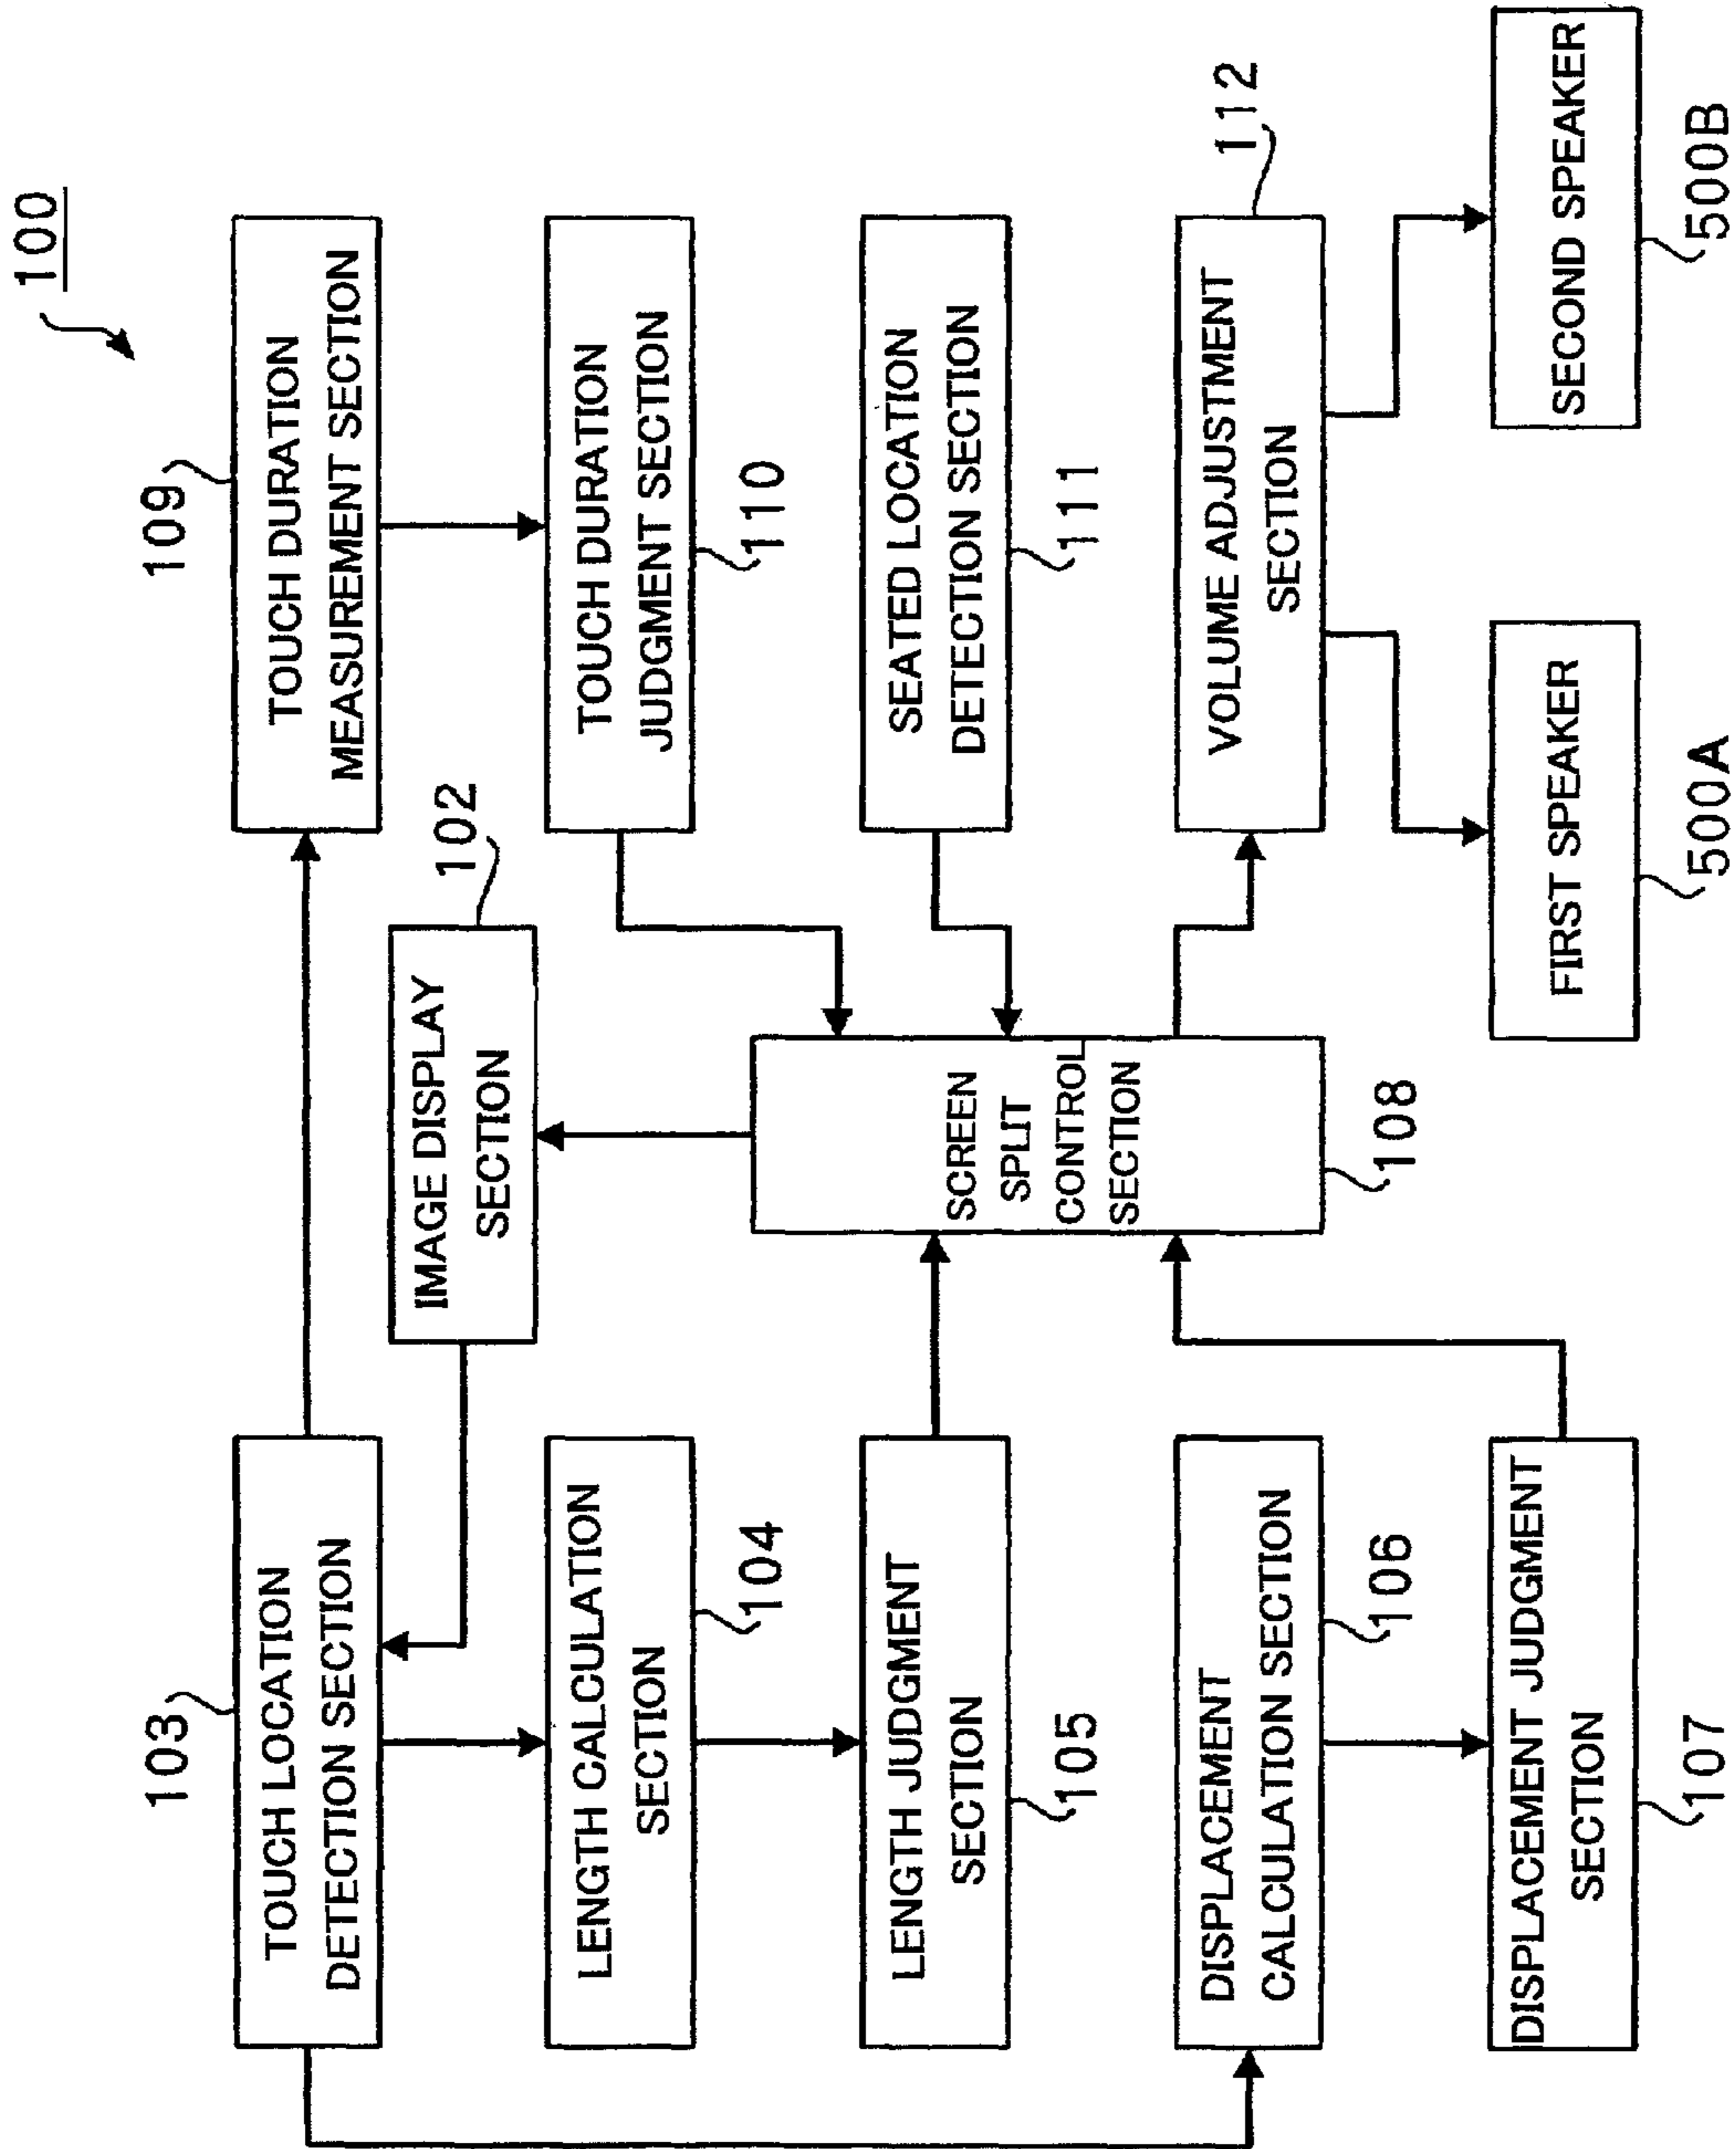 100
103
TOUCH LOCATION
DETECTION SECTION
109
TOUCH DURATION
MEASUREMENT SECTION
IMAGE DISPLAY
SECTION
102
LENGTH CALCULATION
SECTION
104
TOUCH DURATION
JUDGMENT SECTION
110
LENGTH JUDGMENT
SECTION
105
SCREEN
SPLIT
CONTROL
SECTION
108
SEATED LOCATION
DETECTION SECTION
111
DISPLACEMENT
CALCULATION SECTION
106
VOLUME ADJUSTMENT
SECTION
112
DISPLACEMENT JUDGMENT
SECTION
107
FIRST SPEAKER
500A
SECOND SPEAKER
500B